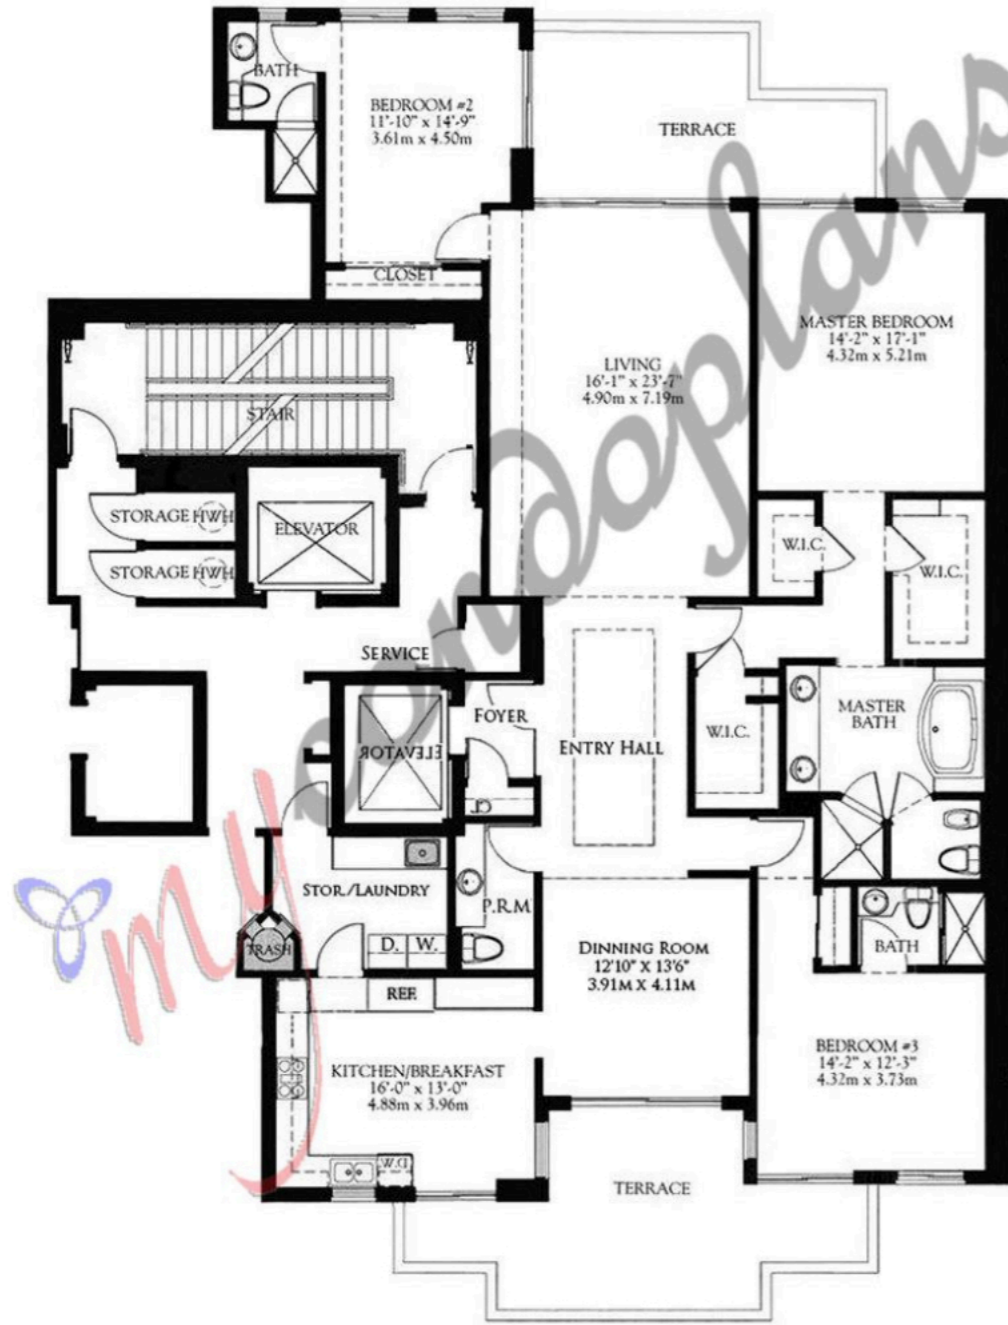 BATH
BEDROOM #2
11'-10" x 14'-9"
3.61m x 4.50m
TERRACE
CLOSET
MASTER BEDROOM
14'-2" x 17'-1"
4.32m x 5.21m
LIVING
16'-1" x 23'-7"
4.90m x 7.19m
STAIR
STORAGE HWH
ELEVATOR
W.I.C.
W.I.C.
STORAGE HWH
SERVICE
MASTER
BATH
FOYER
W.I.C.
ENTRY HALL
ELEVATOR
STOR./LAUNDRY
P.R.M
TRASH
D. W.
DINNING ROOM
12'10" X 13'6"
3.91M X 4.11M
BATH
REF.
BEDROOM #3
14'-2" x 12'-3"
4.32m x 3.73m
KITCHEN/BREAKFAST
16'-0" x 13'-0"
4.88m x 3.96m
TERRACE
mycondoplans